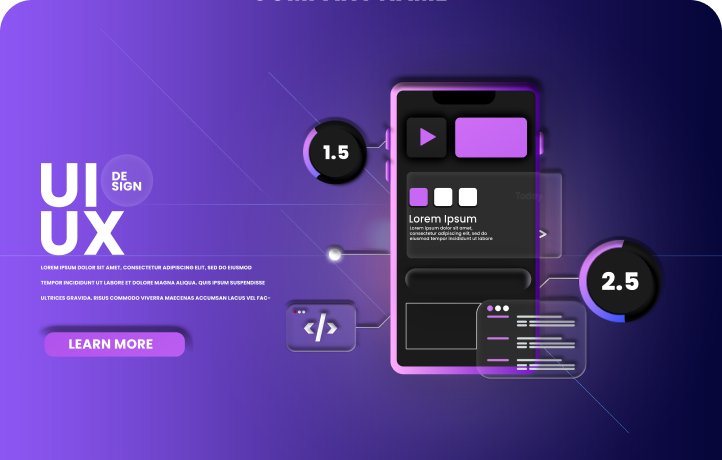 UI
DE
SIGN
UX
LOREM IPSUM DOLOR SIT AMET, CONSECTETUR ADIPISCING ELIT, SED DO EIUSMOD
TEMPOR INCIDIDUNT UT LABORE ET DOLORE MAGNA ALIQUA. QUIS IPSUM SUSPENDISSE
ULTRICES GRAVIDA. RISUS COMMODO VIVERRA MAECENAS ACCUMSAN LACUS VEL FAC-
LEARN MORE
1.5
Today
Lorem Ipsum
Lorem ipsum dolor sit amet,
consectetur adipiscing elit, sed do
eiusmod tempor incididunt ut labore
>
2.5
</>